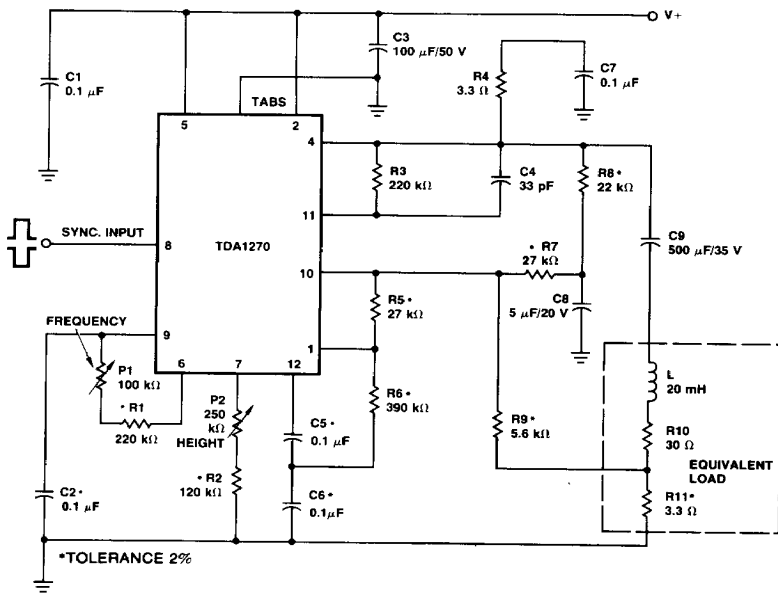 V+
C1
0.1 μF
C3
100 μF/50 V
R4
3.3 Ω
C7
0.1 μF
TABS
5
2
4
R3
220 kΩ
C4
33 pF
R8*
22 kΩ
11
SYNC. INPUT
8
TDA1270
C9
500 μF/35 V
* R7
27 kΩ
10
FREQUENCY
R5*
27 kΩ
C8
5 μF/20 V
9
1
6
7
12
P1
100 kΩ
P2
250
kΩ
HEIGHT
L
20 mH
* R1
220 kΩ
C5*
0.1 μF
R6*
390 kΩ
R9*
5.6 kΩ
R10
30 Ω
EQUIVALENT
LOAD
* R2
120 kΩ
C2*
0.1 μF
C6*
0.1μF
R11*
3.3 Ω
*TOLERANCE 2%